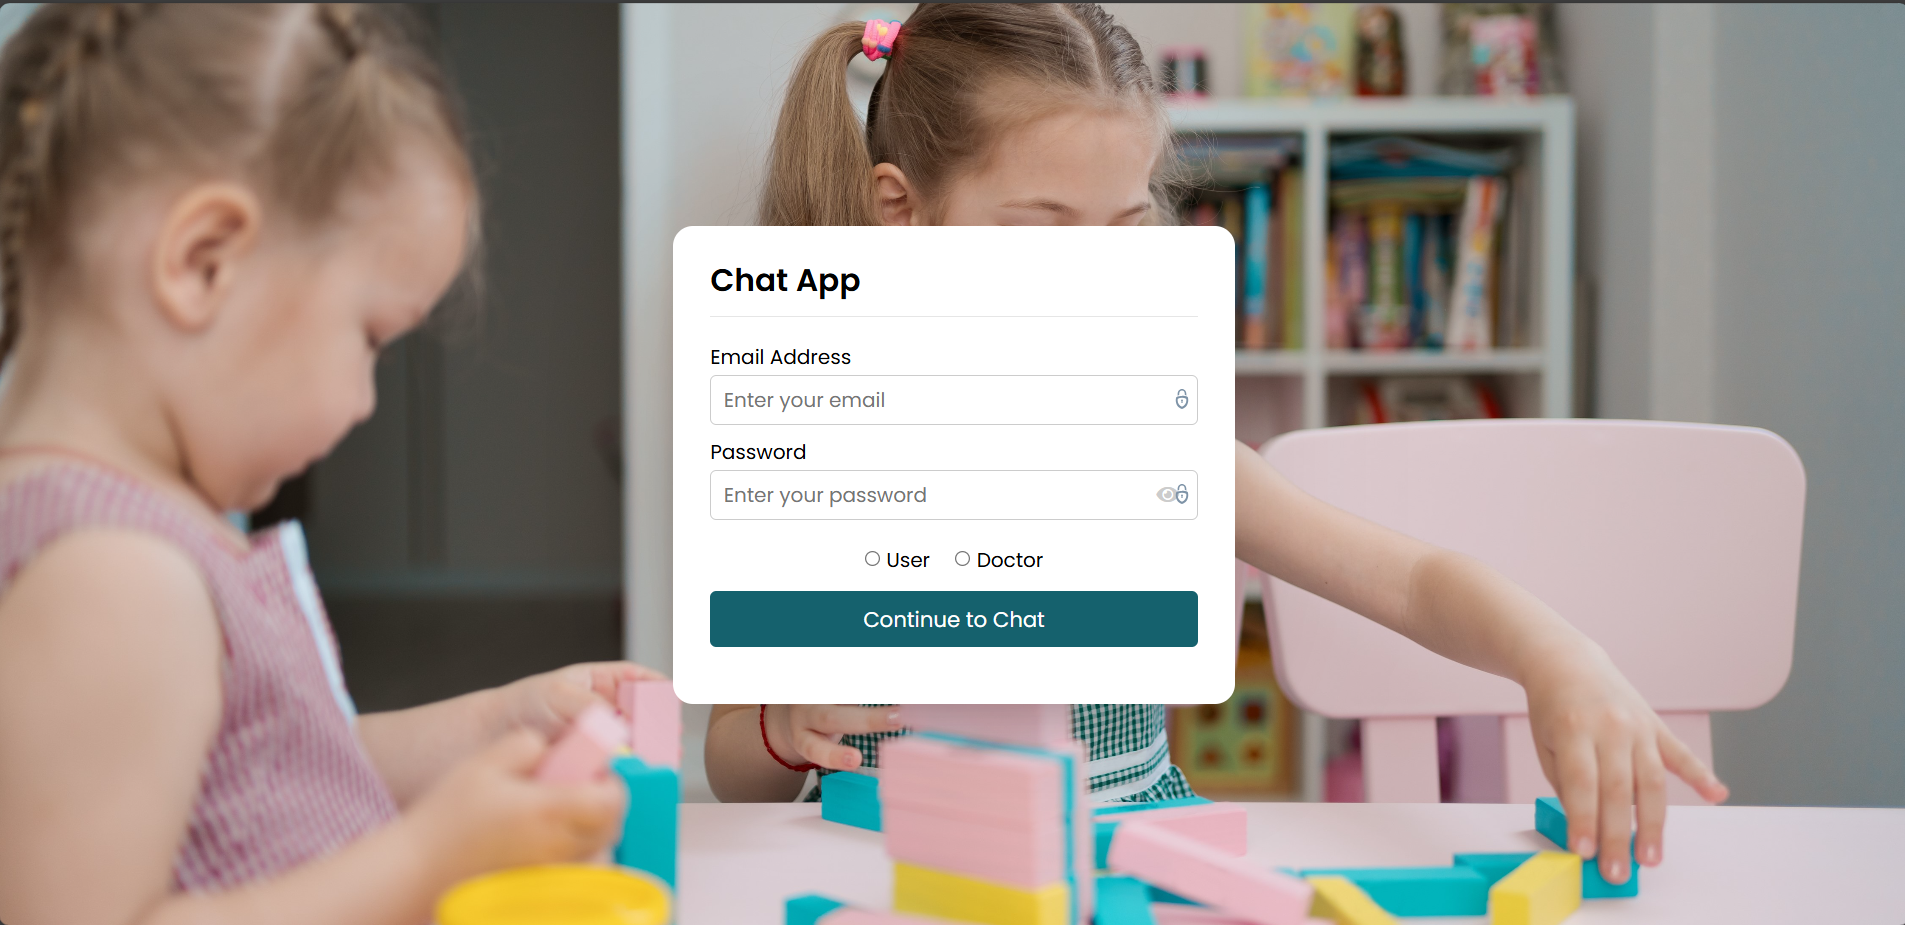 Chat App
Email Address
Enter your email
Password
Enter your password
User Doctor
Continue to Chat